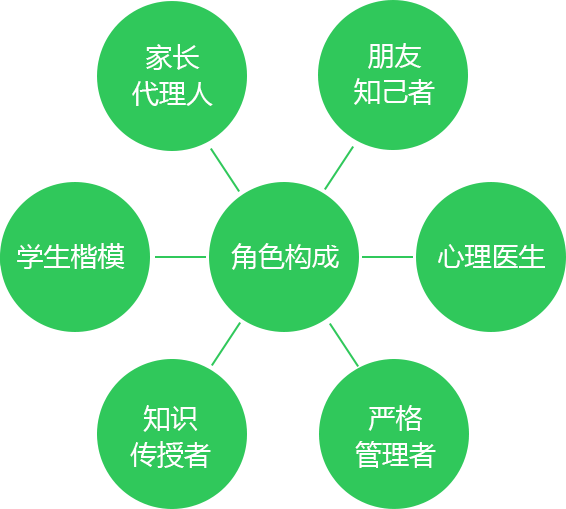 家长
代理人
朋友
知己者
学生楷模
角色构成
心理医生
知识
传授者
严格
管理者